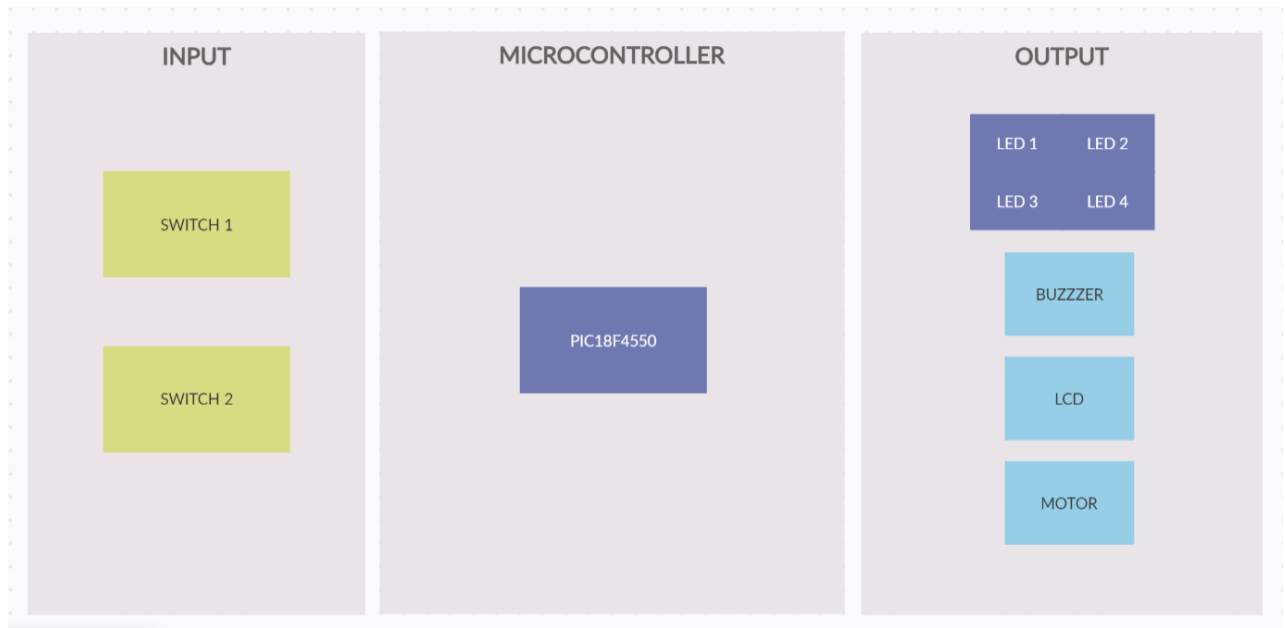 INPUT
SWITCH 1
SWITCH 2
MICROCONTROLLER
PIC18F4550
OUTPUT
LED 1 LED 2
LED 3 LED 4
BUZZZER
LCD
MOTOR